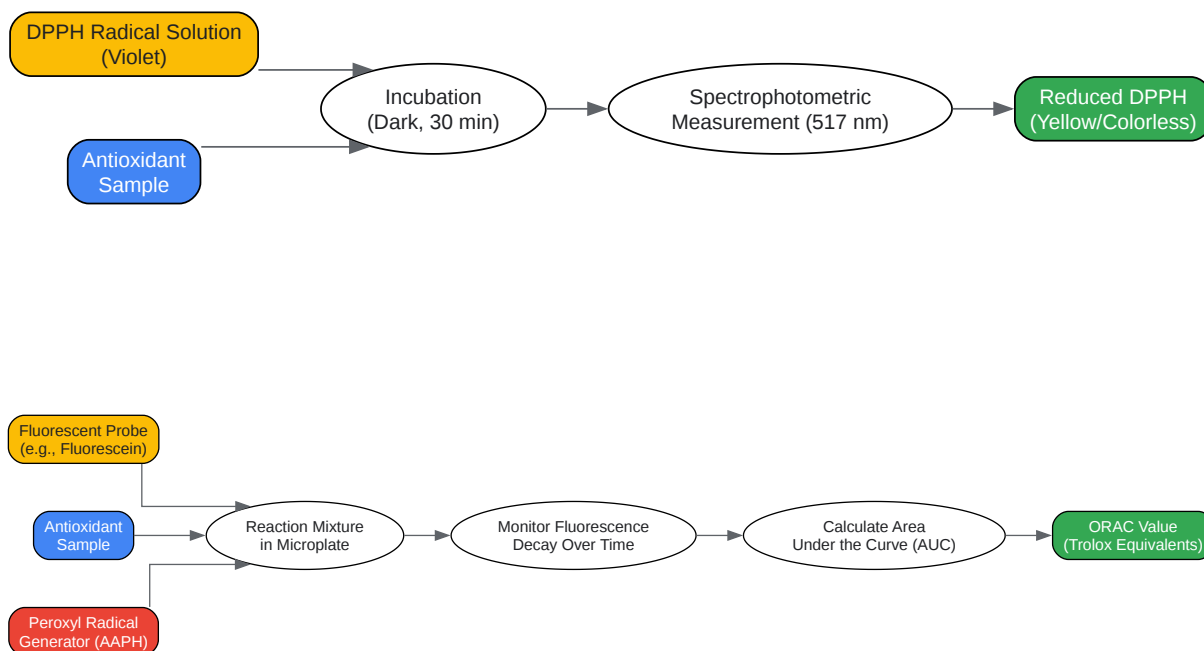 DPPH Radical Solution
(Violet)
Antioxidant
Sample
Incubation
(Dark, 30 min)
Spectrophotometric
Measurement (517 nm)
Reduced DPPH
(Yellow/Colorless)
Fluorescent Probe
(e.g., Fluorescein)
Antioxidant
Sample
Peroxyl Radical
Generator (AAPH)
Reaction Mixture
in Microplate
Monitor Fluorescence
Decay Over Time
Calculate Area
Under the Curve (AUC)
ORAC Value
(Trolox Equivalents)